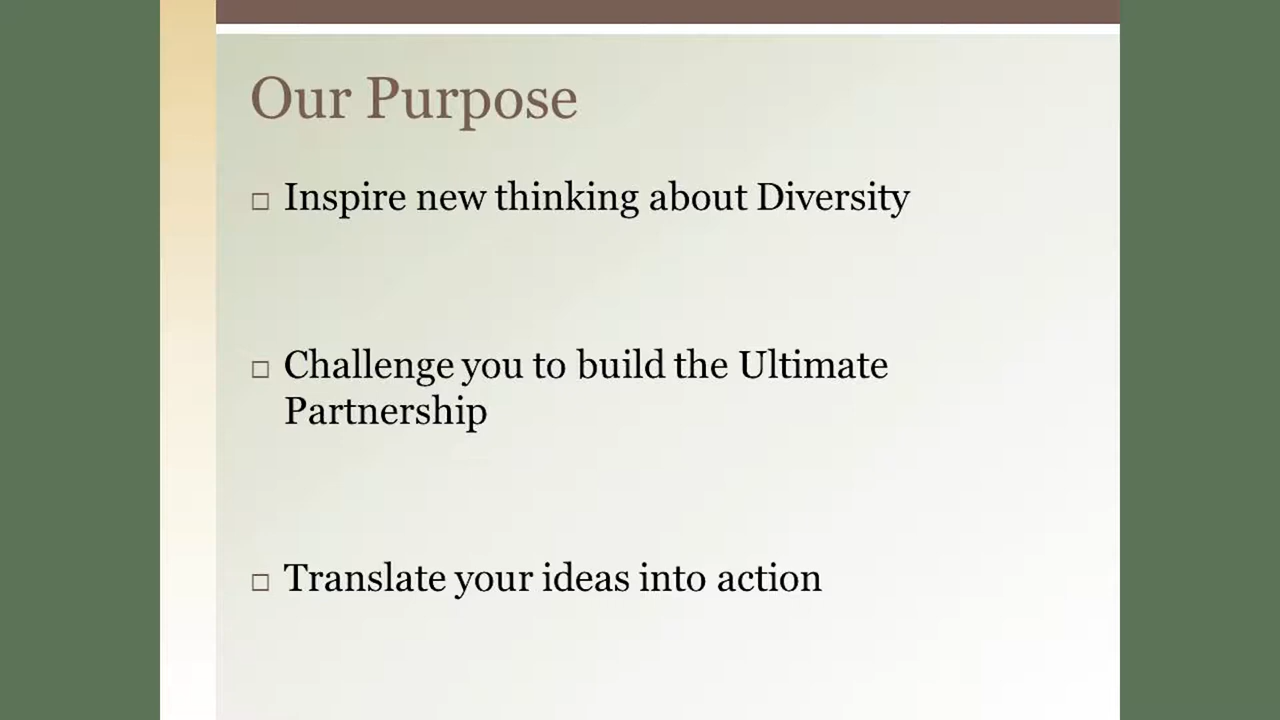 Our Purpose
Inspire new thinking about Diversity
Challenge you to build the Ultimate
Partnership
Translate your ideas into action